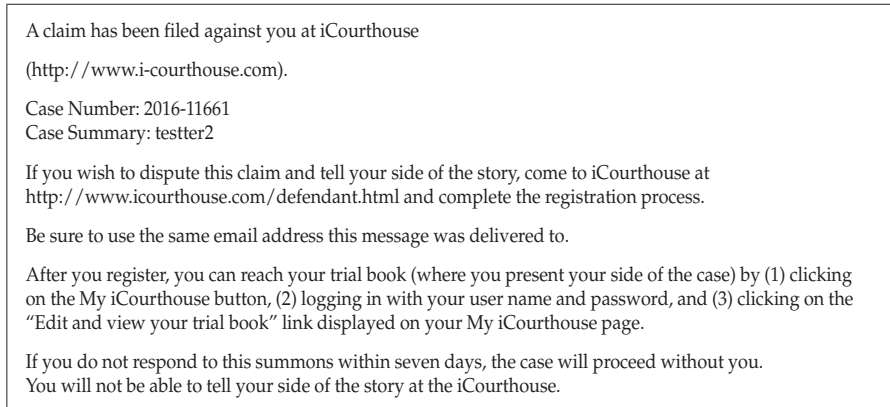 A claim has been filed against you at iCourthouse
(http://www.i-courthouse.com).
Case Number: 2016-11661
Case Summary: testter2
If you wish to dispute this claim and tell your side of the story, come to iCourthouse at
http://www.icourthouse.com/defendant.html and complete the registration process.
Be sure to use the same email address this message was delivered to.
After you register, you can reach your trial book (where you present your side of the case) by (1) clicking
on the My iCourthouse button, (2) logging in with your user name and password, and (3) clicking on the
“Edit and view your trial book” link displayed on your My iCourthouse page.
If you do not respond to this summons within seven days, the case will proceed without you.
You will not be able to tell your side of the story at the iCourthouse.